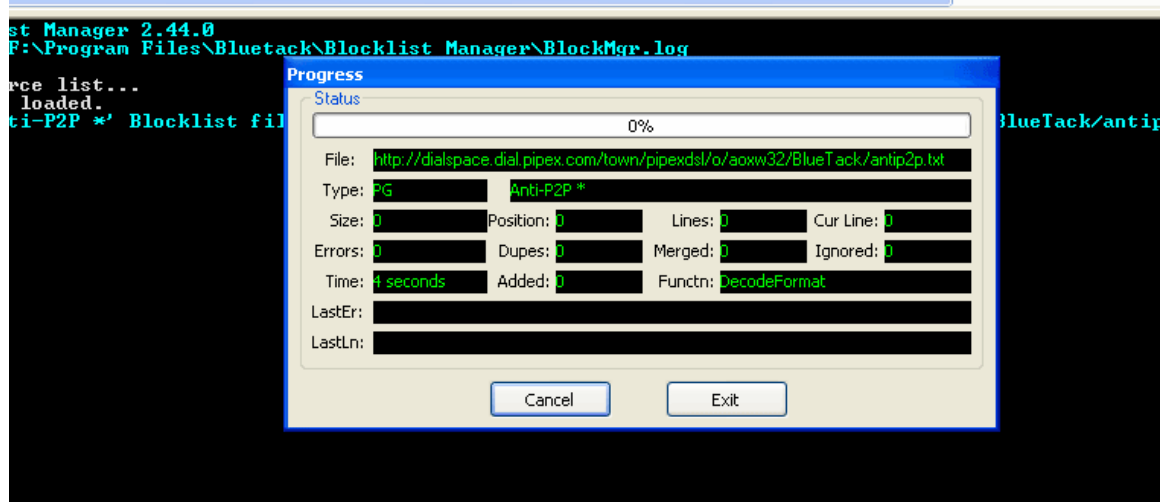 st Manager 2.44.0
F:\Program Files\Bluetack\Blocklist Manager\BlockMgr.log
rce list...
loaded.
ti-P2P *' Blocklist fil
BlueTack/antip
Progress
Status
0%
File: http://dialspace.dial.pipex.com/town/pipexdsl/o/aoxw32/BlueTack/antip2p.txt
Type: PG Anti-P2P *
Size: 0 Position: 0 Lines: 0 Cur Line: 0
Errors: 0 Dupes: 0 Merged: 0 Ignored: 0
Time: 4 seconds Added: 0 Functn: DecodeFormat
LastEr:
LastLn:
Cancel Exit